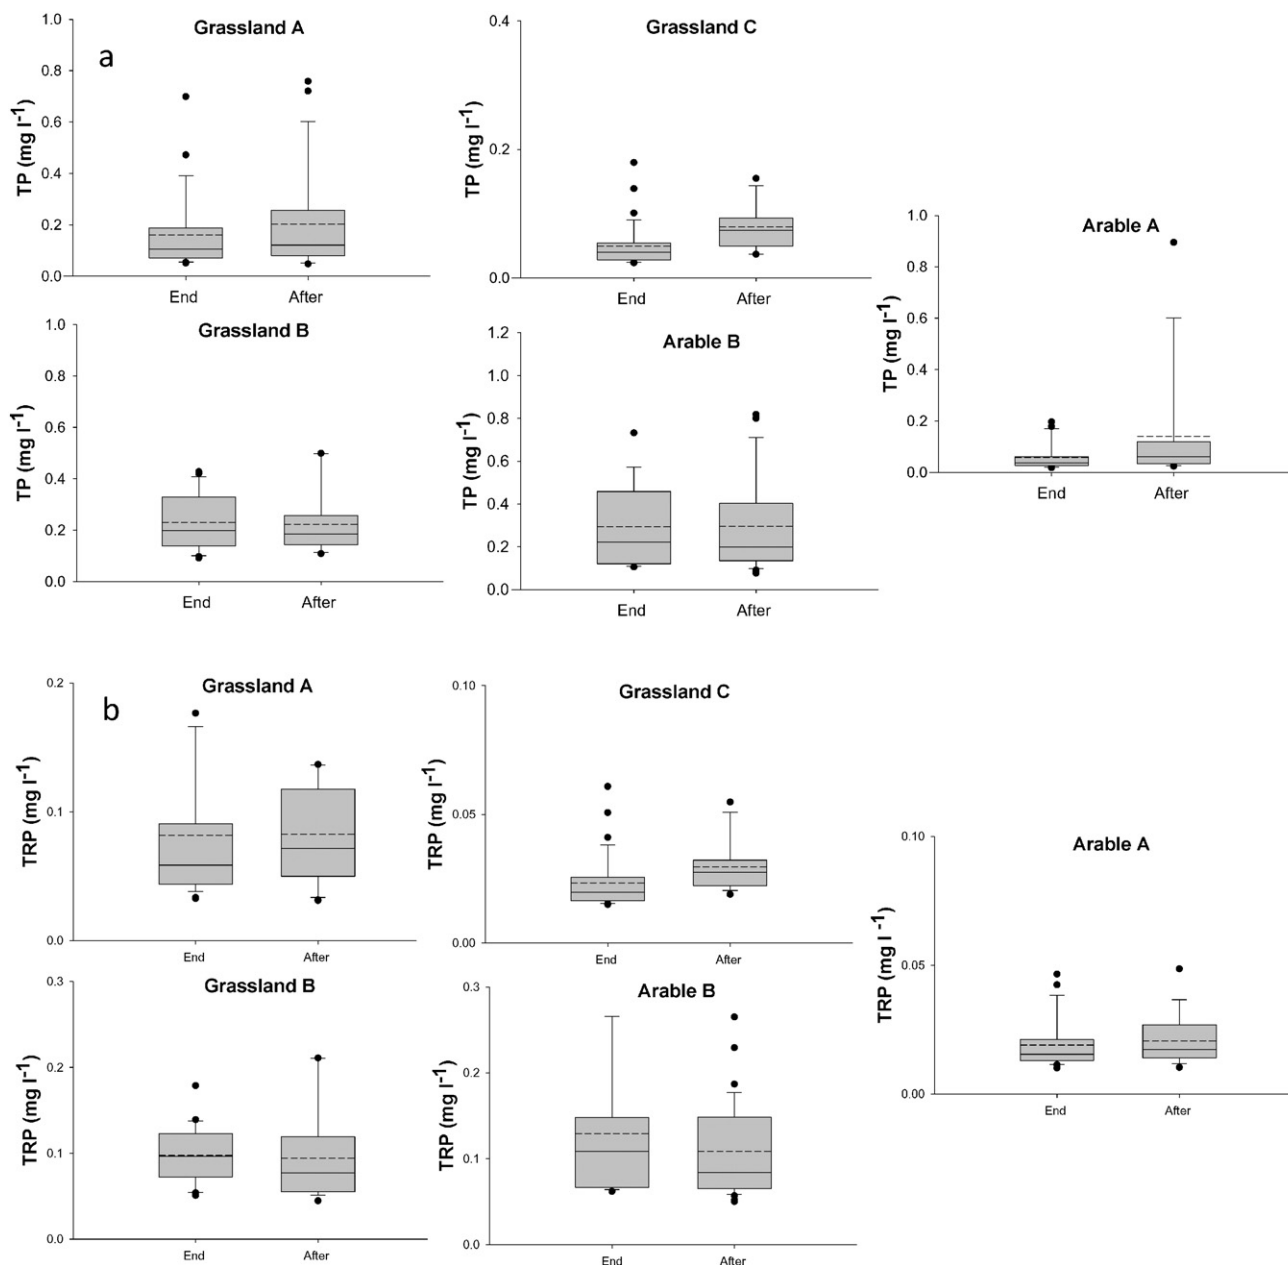 a
Grassland A
TP (mg l-1)
1.0
0.8
0.6
0.4
0.2
0.0
End After
Grassland C
TP (mg l-1)
0.4
0.2
0.0
End After
Arable A
TP (mg l-1)
1.0
0.8
0.6
0.4
0.2
0.0
End After
Grassland B
TP (mg l-1)
1.0
0.8
0.6
0.4
0.2
0.0
End After
Arable B
TP (mg l-1)
1.2
1.0
0.8
0.6
0.4
0.2
0.0
End After
b
Grassland A
TRP (mg l-1)
0.2
0.1
0.0
End After
Grassland C
TRP (mg l-1)
0.10
0.05
0.00
End After
Arable A
TRP (mg l-1)
0.10
0.05
0.00
End After
Grassland B
TRP (mg l-1)
0.3
0.2
0.1
0.0
End After
Arable B
TRP (mg l-1)
0.3
0.2
0.1
0.0
End After